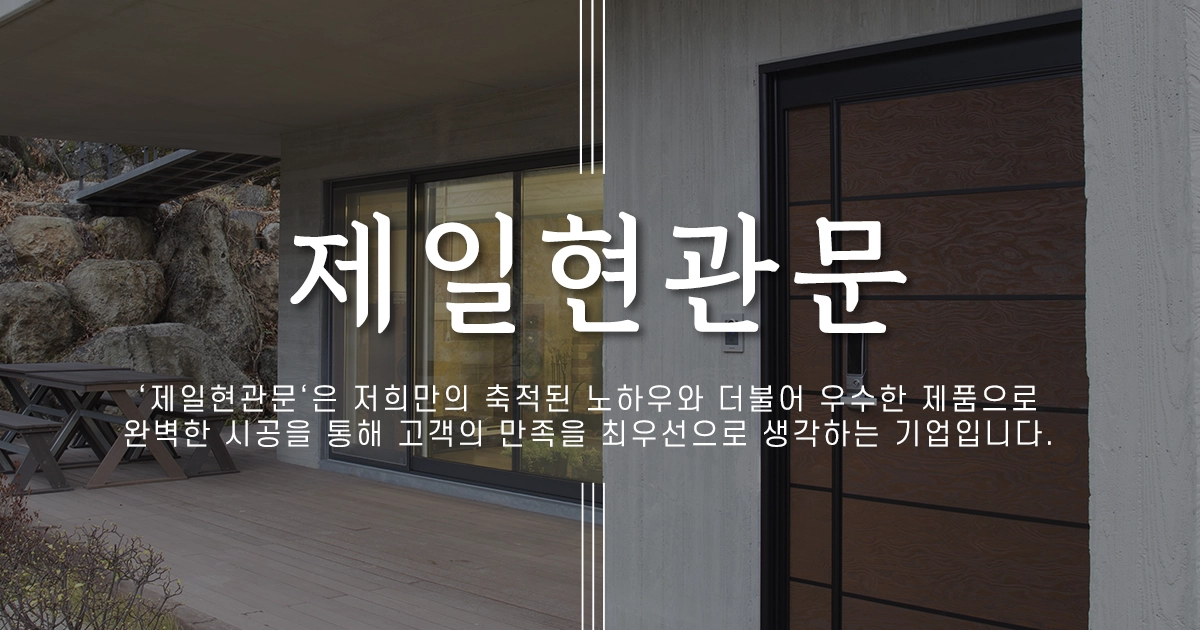 제일현관문
‘제일현관문‘은 저희만의 축적된 노하우와 더불어 우수한 제품으로
완벽한 시공을 통해 고객의 만족을 최우선으로 생각하는 기업입니다.